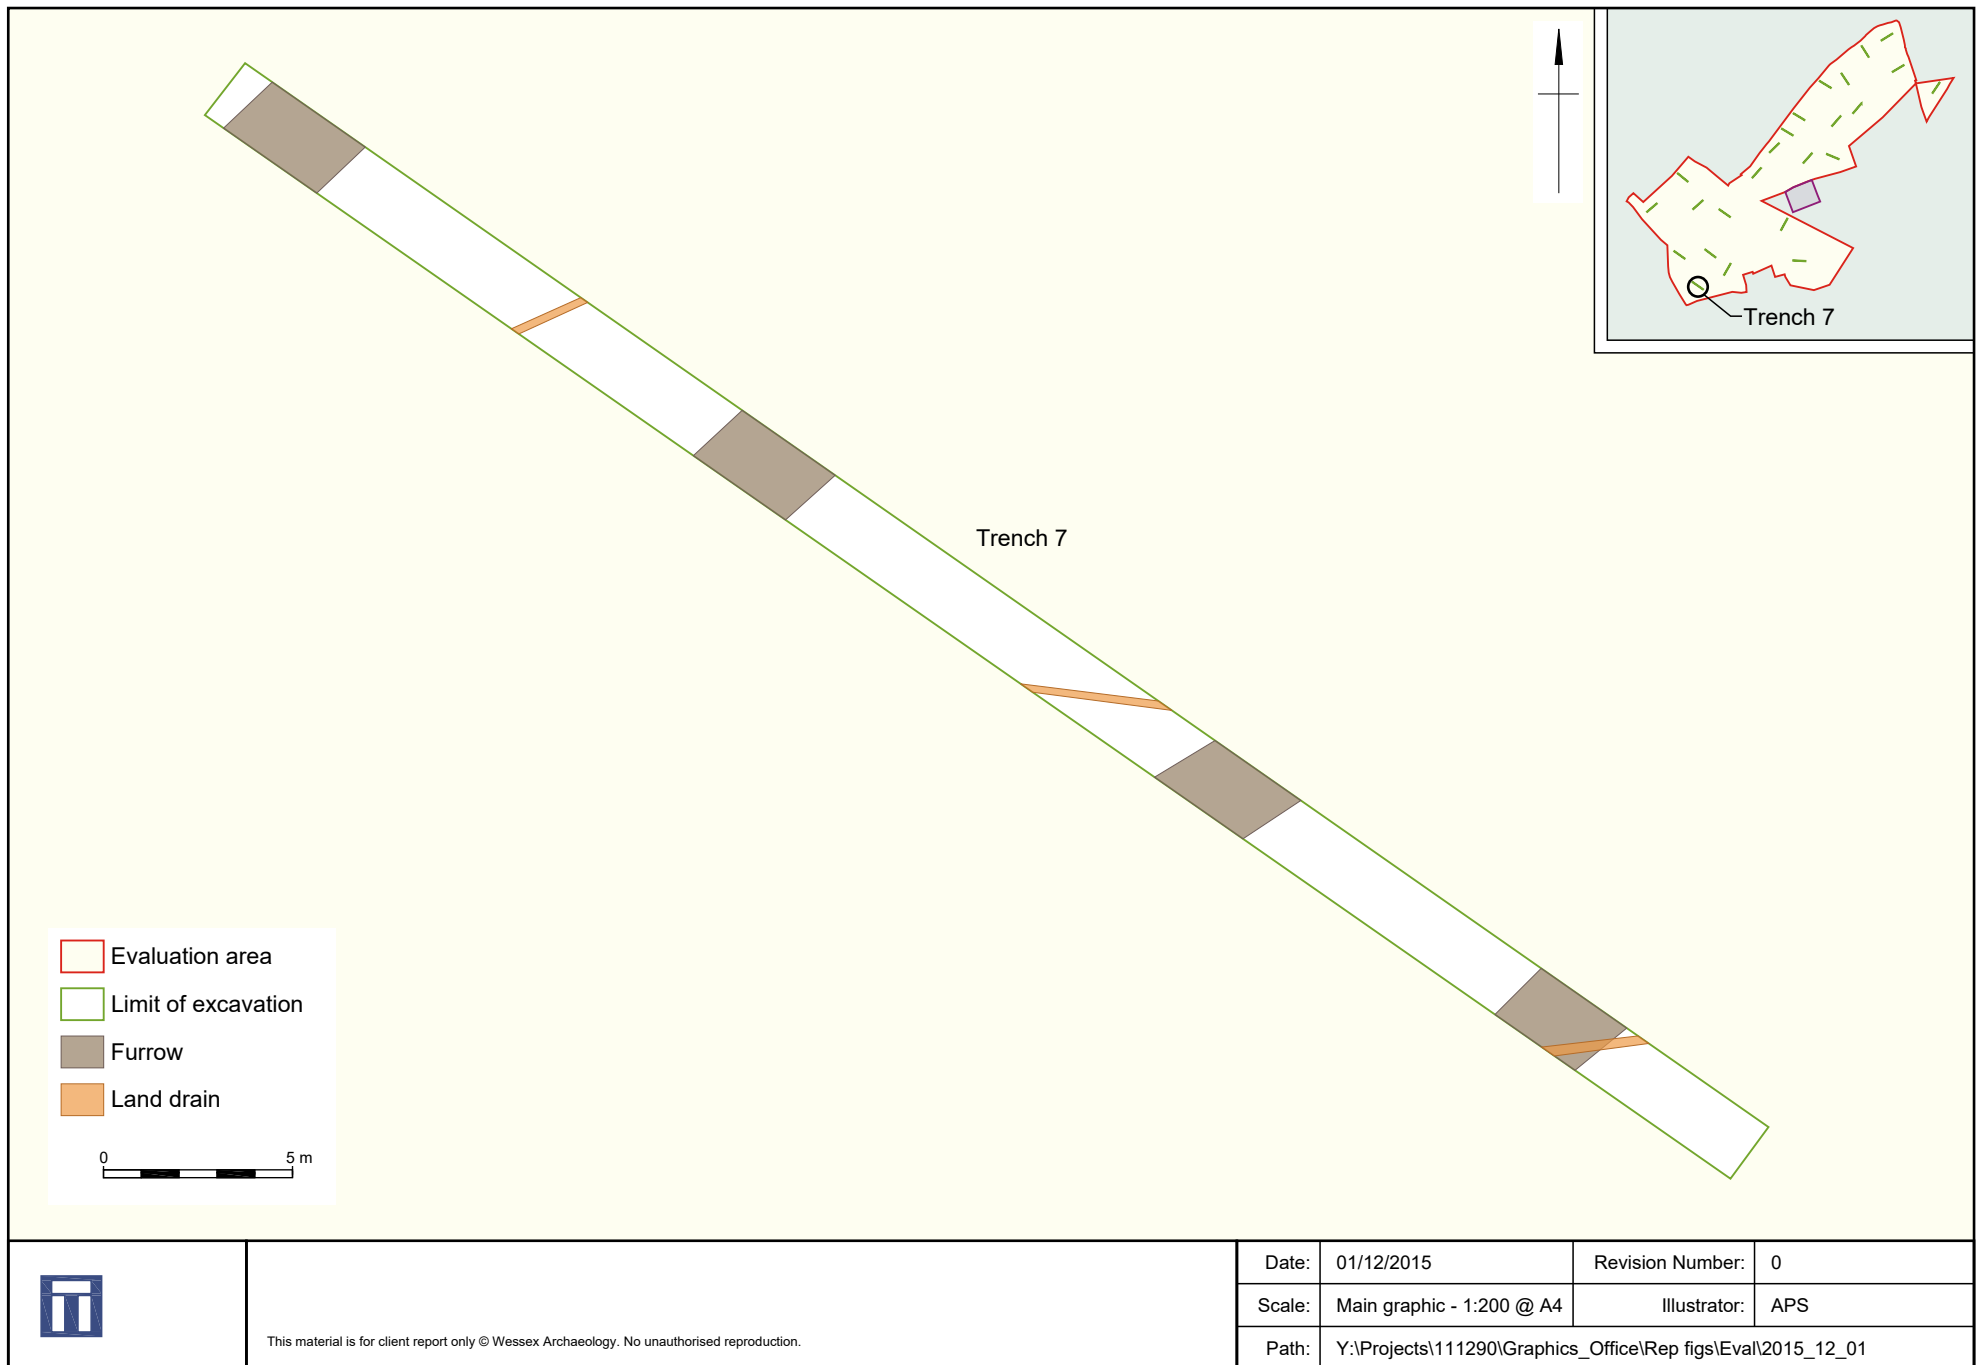 Trench 7
Trench 7
Evaluation area
Limit of excavation
Furrow
Land drain
0 5 m
Date: 01/12/2015 Revision Number: 0
Scale: Main graphic - 1:200 @ A4 Illustrator: APS
This material is for client report only © Wessex Archaeology. No unauthorised reproduction.
Path: Y:\Projects\111290\Graphics_Office\Rep figs\Eval\2015_12_01